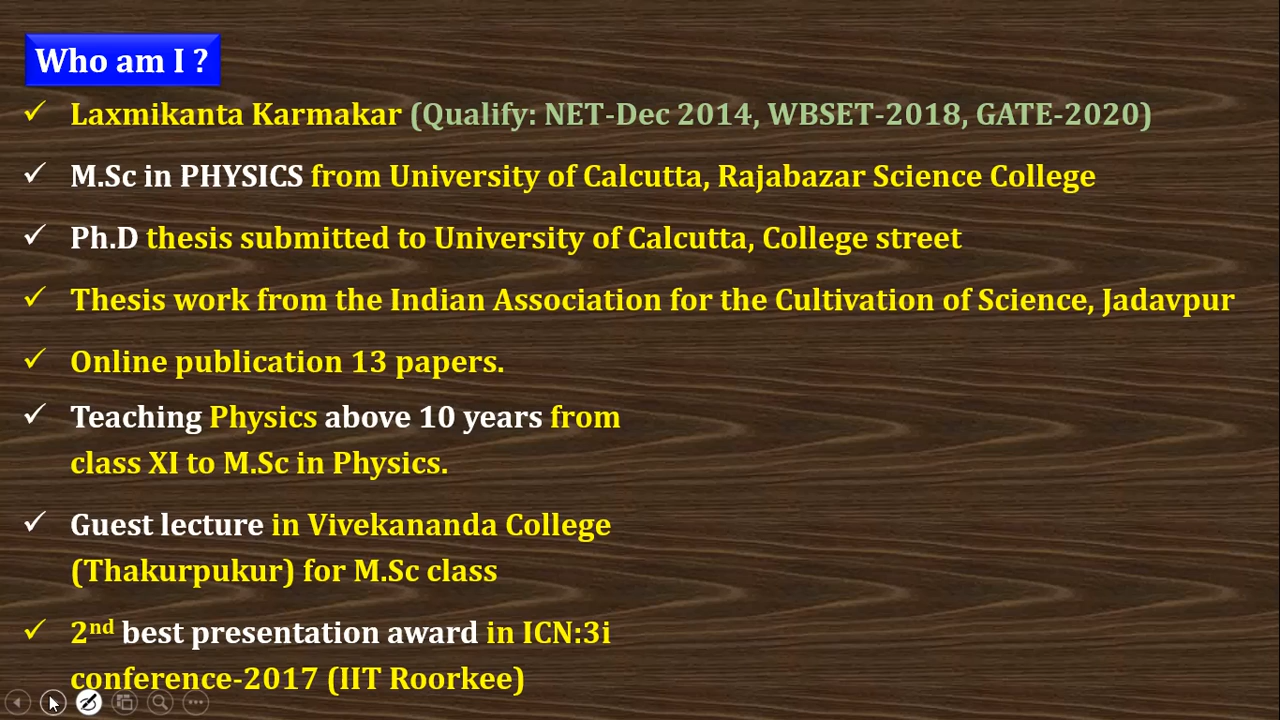 Who am I ?
✓ Laxmikanta Karmakar (Qualify: NET-Dec 2014, WBSET-2018, GATE-2020)
✓ M.Sc in PHYSICS from University of Calcutta, Rajabazar Science College
✓ Ph.D thesis submitted to University of Calcutta, College street
✓ Thesis work from the Indian Association for the Cultivation of Science, Jadavpur
✓ Online publication 13 papers.
✓ Teaching Physics above 10 years from
class XI to M.Sc in Physics.
✓ Guest lecture in Vivekananda College
(Thakurpukur) for M.Sc class
✓ 2nd best presentation award in ICN:3i
conference-2017 (IIT Roorkee)